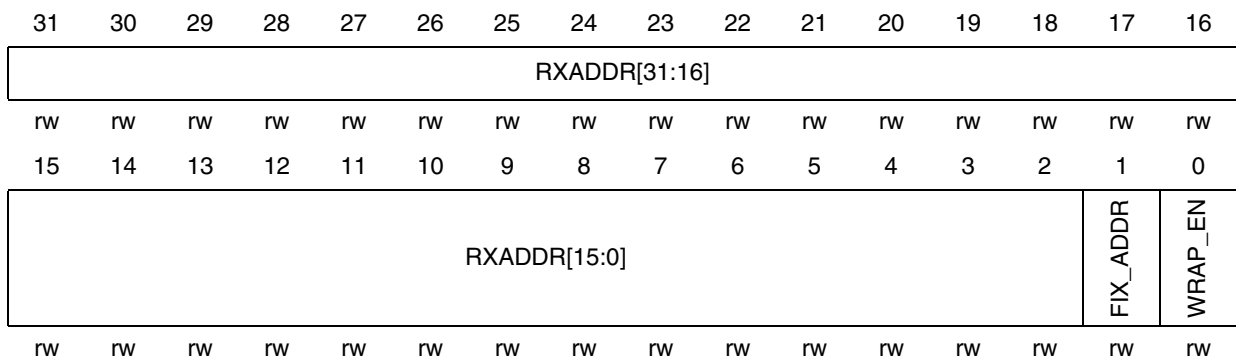 31 30 29 28 27 26 25 24 23 22 21 20 19 18 17 16
RXADDR[31:16]
rw rw rw rw rw rw rw rw rw rw rw rw rw rw rw rw
15 14 13 12 11 10 9 8 7 6 5 4 3 2 1 0
RXADDR[15:0] FIX_ADDR WRAP_EN
rw rw rw rw rw rw rw rw rw rw rw rw rw rw rw rw